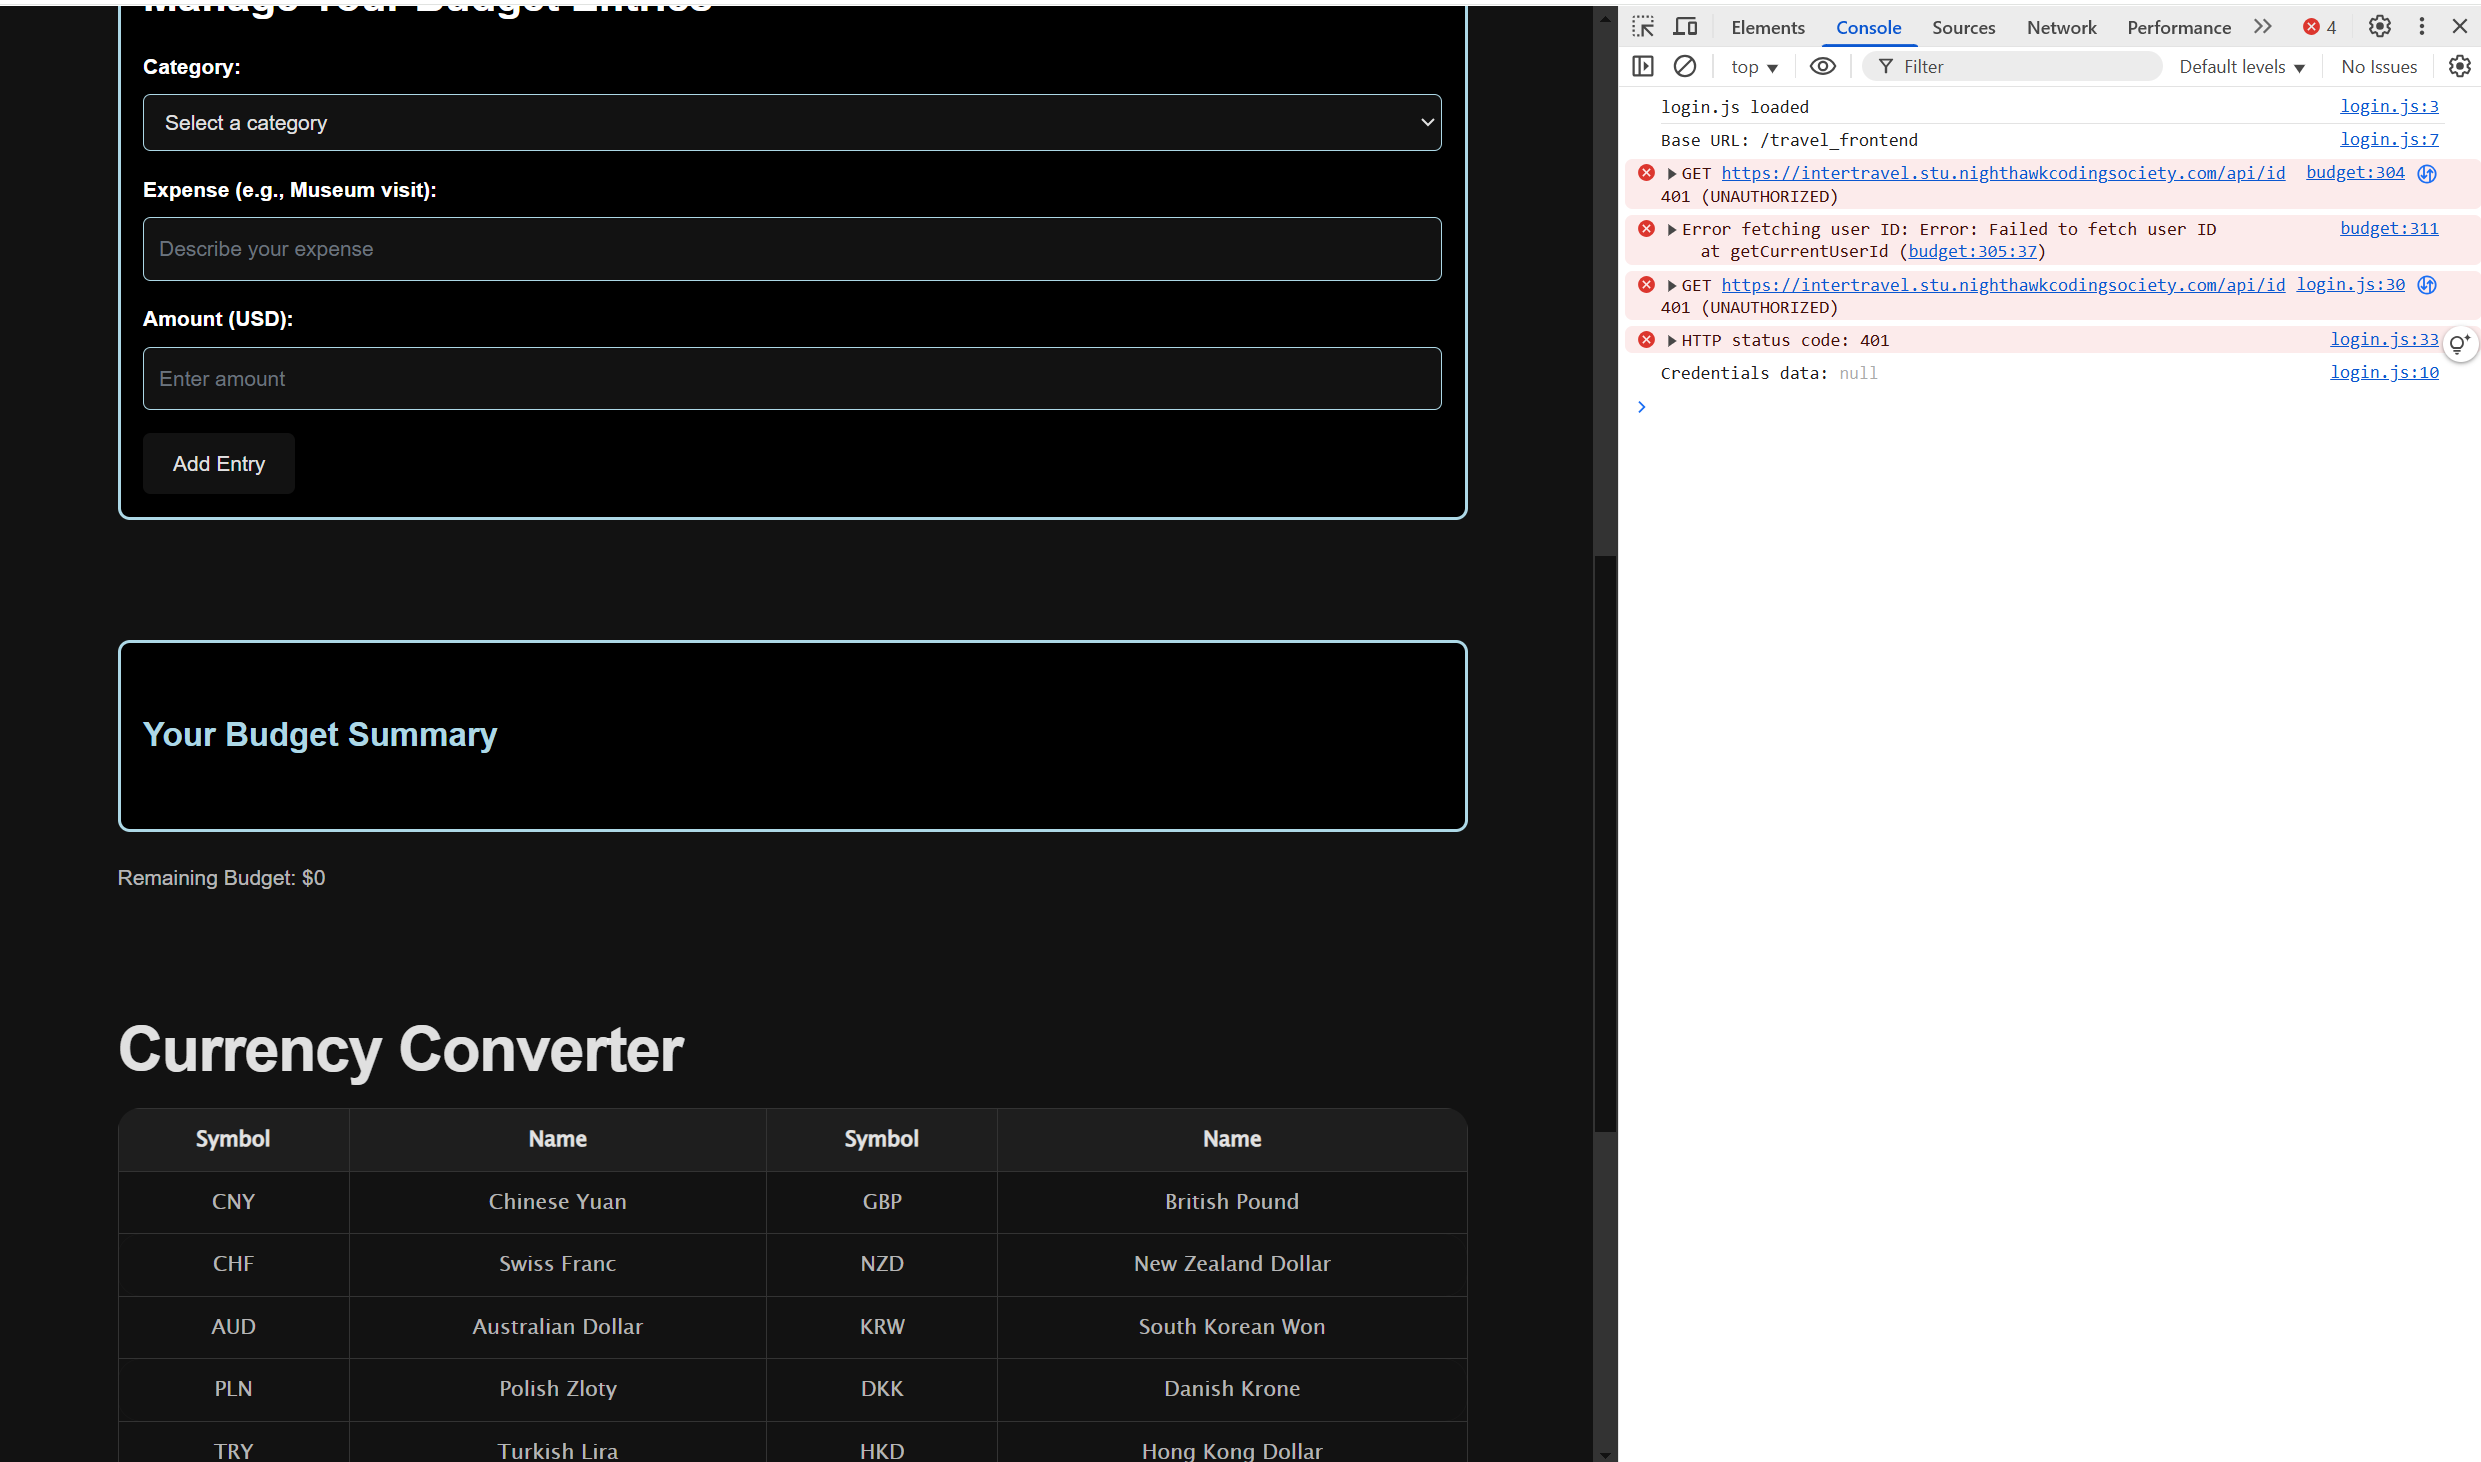 Manage Your Budget Entries
Category:
Select a category
Expense (e.g., Museum visit):
Describe your expense
Amount (USD):
Enter amount
Add Entry
Your Budget Summary
Remaining Budget: $0
Currency Converter
Symbol Name Symbol Name
CNY Chinese Yuan GBP British Pound
CHF Swiss Franc NZD New Zealand Dollar
AUD Australian Dollar KRW South Korean Won
PLN Polish Zloty DKK Danish Krone
TRY Turkish Lira HKD Hong Kong Dollar
Elements Console Sources Network Performance 4
top Filter Default levels No Issues
login.js loaded login.js:3
Base URL: /travel_frontend login.js:7
GET https://intertravel.stu.nighthawkcodingsociety.com/api/id budget:304
401 (UNAUTHORIZED)
Error fetching user ID: Error: Failed to fetch user ID budget:311
at getCurrentUserId (budget:305:37)
GET https://intertravel.stu.nighthawkcodingsociety.com/api/id login.js:30
401 (UNAUTHORIZED)
HTTP status code: 401 login.js:33
Credentials data: null login.js:10